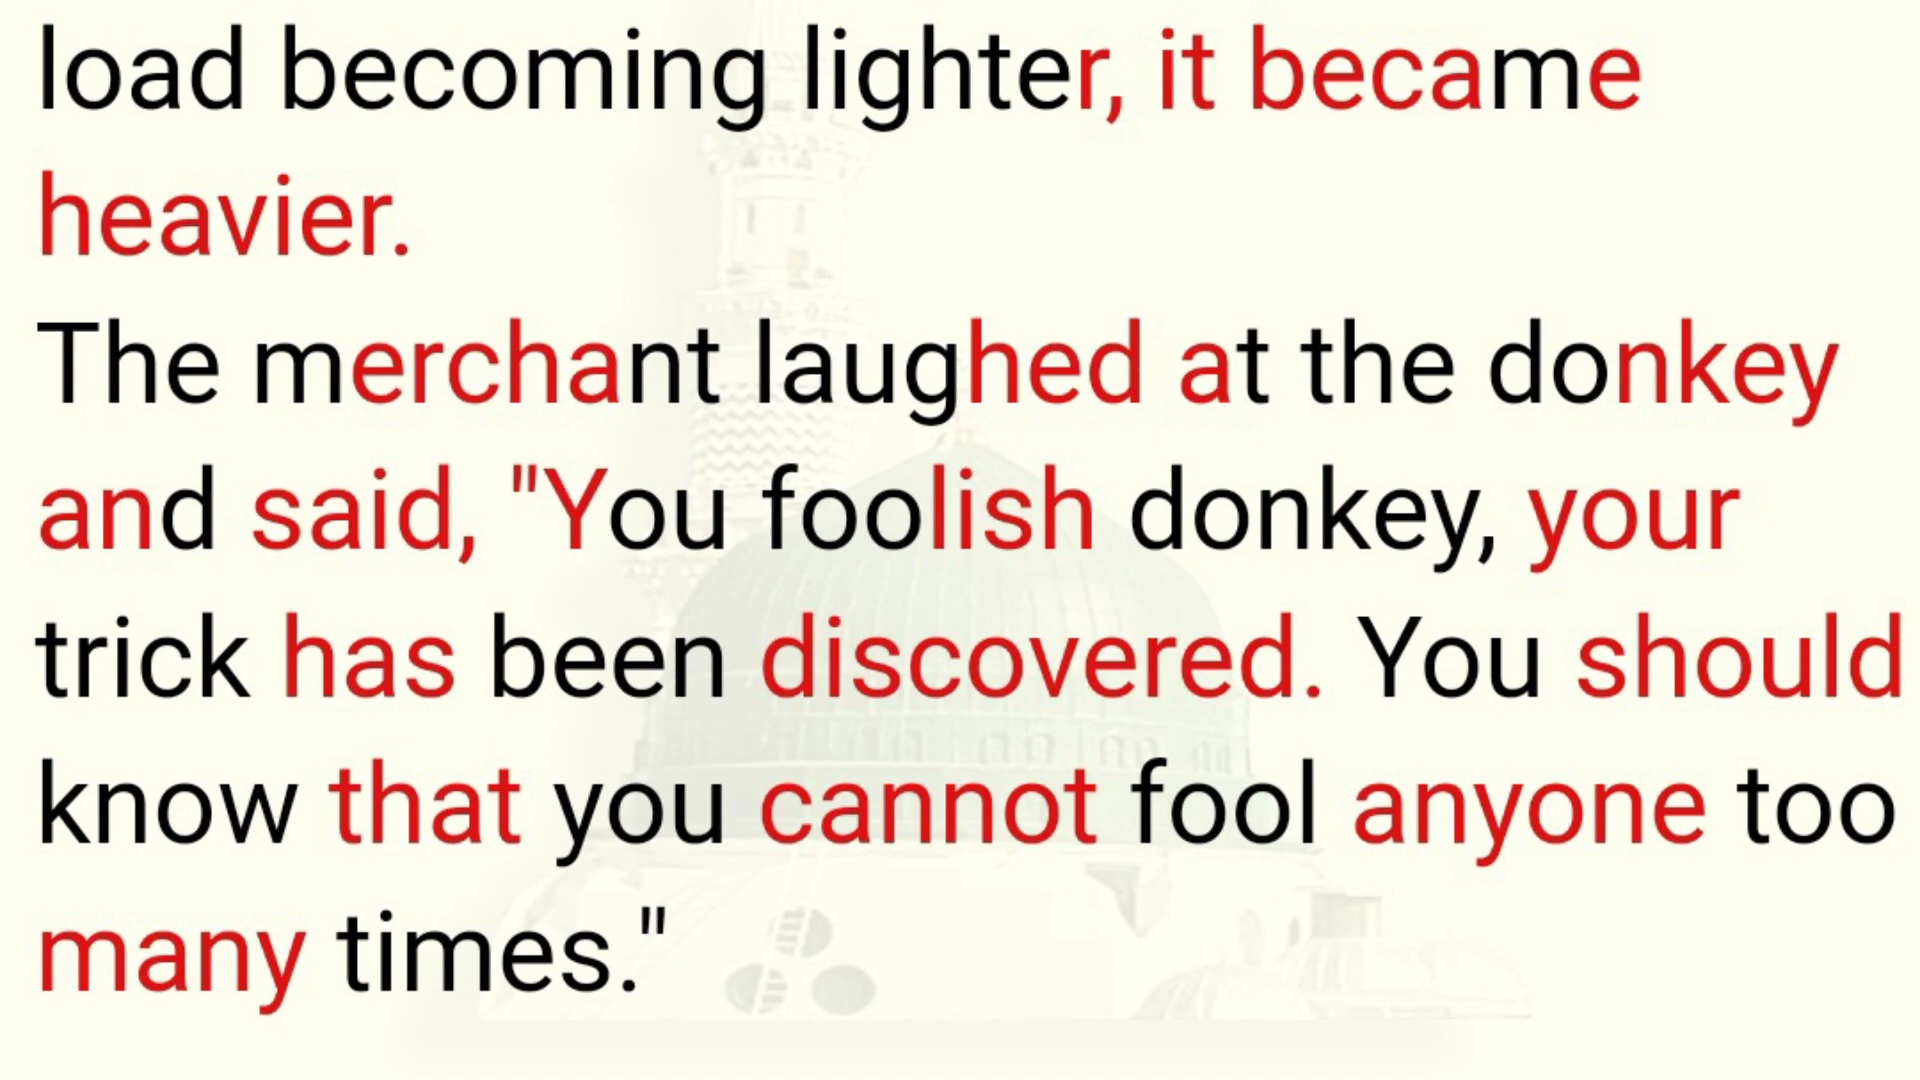 load becoming lighter, it became
heavier.
The merchant laughed at the donkey
and said, "You foolish donkey, your
trick has been discovered. You should
know that you cannot fool anyone too
many times."